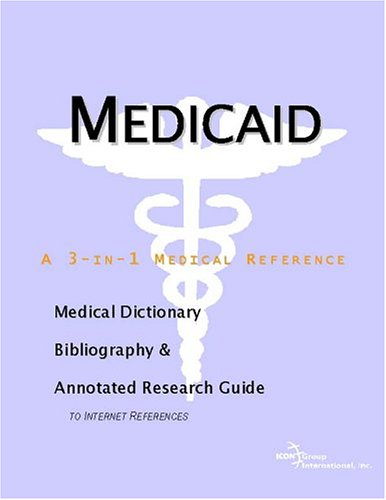 MEDICAID
A 3-IN-1 MEDICAL REFERENCE
Medical Dictionary
Bibliography &
Annotated Research Guide
TO INTERNET REFERENCES
ICON Group
International, Inc.